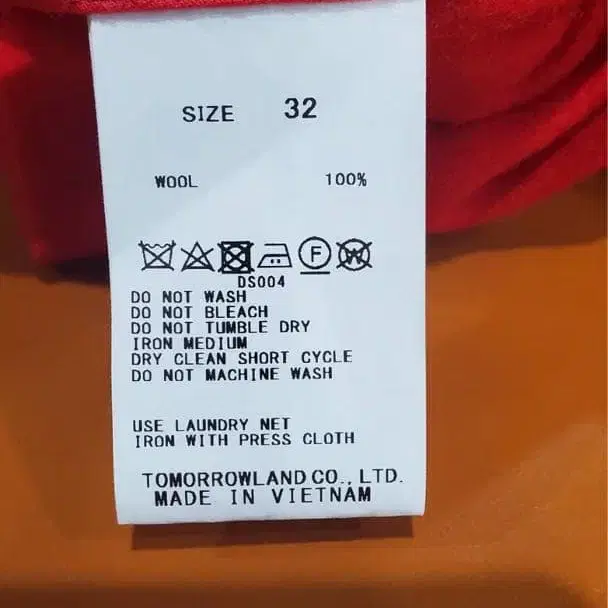 SIZE 32
WOOL 100%
F W
DS004
DO NOT WASH
DO NOT BLEACH
DO NOT TUMBLE DRY
IRON MEDIUM
DRY CLEAN SHORT CYCLE
DO NOT MACHINE WASH
USE LAUNDRY NET
IRON WITH PRESS CLOTH
TOMORROWLAND CO., LTD.
MADE IN VIETNAM